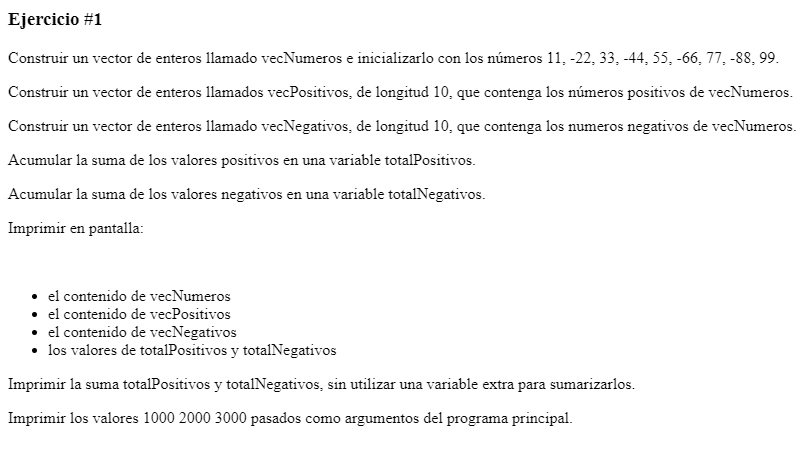 Ejercicio #1
Construir un vector de enteros llamado vecNumeros e inicializarlo con los números 11, -22, 33, -44, 55, -66, 77, -88, 99.
Construir un vector de enteros llamados vecPositivos, de longitud 10, que contenga los números positivos de vecNumeros.
Construir un vector de enteros llamado vecNegativos, de longitud 10, que contenga los numeros negativos de vecNumeros.
Acumular la suma de los valores positivos en una variable totalPositivos.
Acumular la suma de los valores negativos en una variable totalNegativos.
Imprimir en pantalla:
• el contenido de vecNumeros
• el contenido de vecPositivos
• el contenido de vecNegativos
• los valores de totalPositivos y totalNegativos
Imprimir la suma totalPositivos y totalNegativos, sin utilizar una variable extra para sumarizarlos.
Imprimir los valores 1000 2000 3000 pasados como argumentos del programa principal.